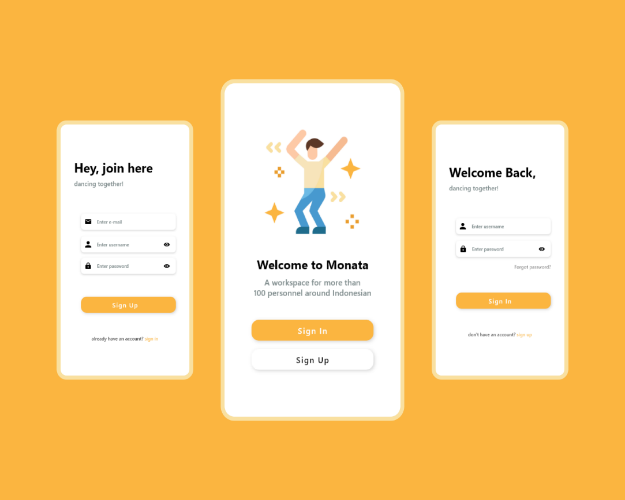 Hey, join here
dancing together!
Enter e-mail
Enter username
Enter password
Sign Up
already have an account? sign in
Welcome to Monata
A workspace for more than
100 personnel around Indonesian
Sign In
Sign Up
Welcome Back,
dancing together!
Enter username
Enter password
Forgot password?
Sign In
don't have an account? sign up